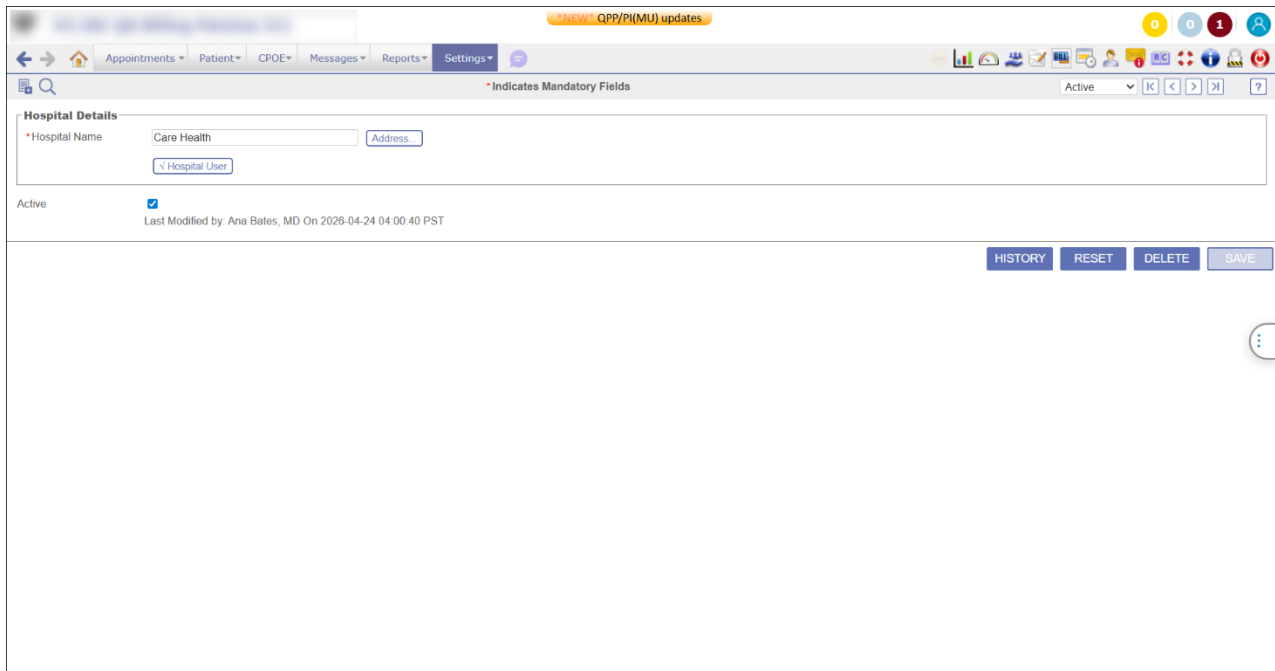 *NEW* QPP/PI(MU) updates
0 0 1
Appointments Patient CPOE Messages Reports Settings
BILL RC
*Indicates Mandatory Fields Active ?
Hospital Details
*Hospital Name Care Health Address...
√ Hospital User
Active
Last Modified by: Ana Bates, MD On 2026-04-24 04:00:40 PST
HISTORY RESET DELETE SAVE